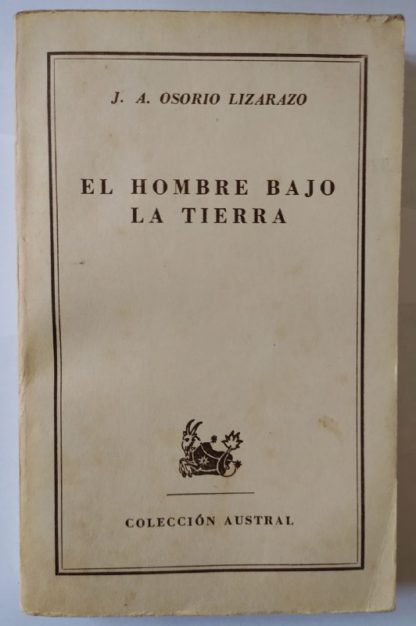 J. A. OSORIO LIZARAZO
EL HOMBRE BAJO
LA TIERRA
COLECCIÓN AUSTRAL